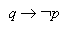 q → ¬p